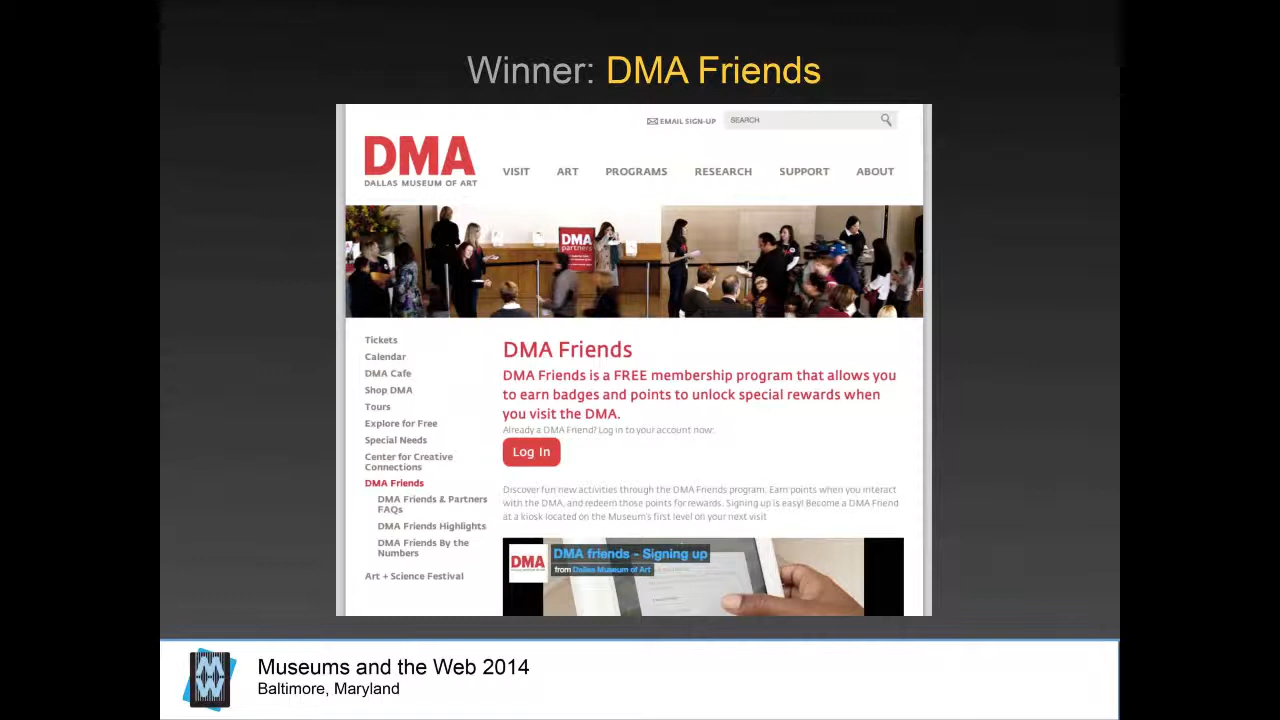 Winner: DMA Friends
EMAIL SIGN-UP
SEARCH
DMA
DALLAS MUSEUM OF ART
VISIT ART PROGRAMS RESEARCH SUPPORT ABOUT
DMA
partners
Tickets
Calendar
DMA Cafe
Shop DMA
Tours
Explore for Free
Special Needs
Center for Creative
Connections
DMA Friends
DMA Friends & Partners
FAQs
DMA Friends Highlights
DMA Friends By the
Numbers
Art + Science Festival
DMA Friends
DMA Friends is a FREE membership program that allows you
to earn badges and points to unlock special rewards when
you visit the DMA.
Already a DMA Friend? Log in to your account now:
Log In
Discover fun new activities through the DMA Friends program. Earn points when you interact
with the DMA, and redeem those points for rewards. Signing up is easy! Become a DMA Friend
at a kiosk located on the Museum's first level on your next visit
DMA
DMA friends - Signing up
from Dallas Museum of Art
Museums and the Web 2014
Baltimore, Maryland